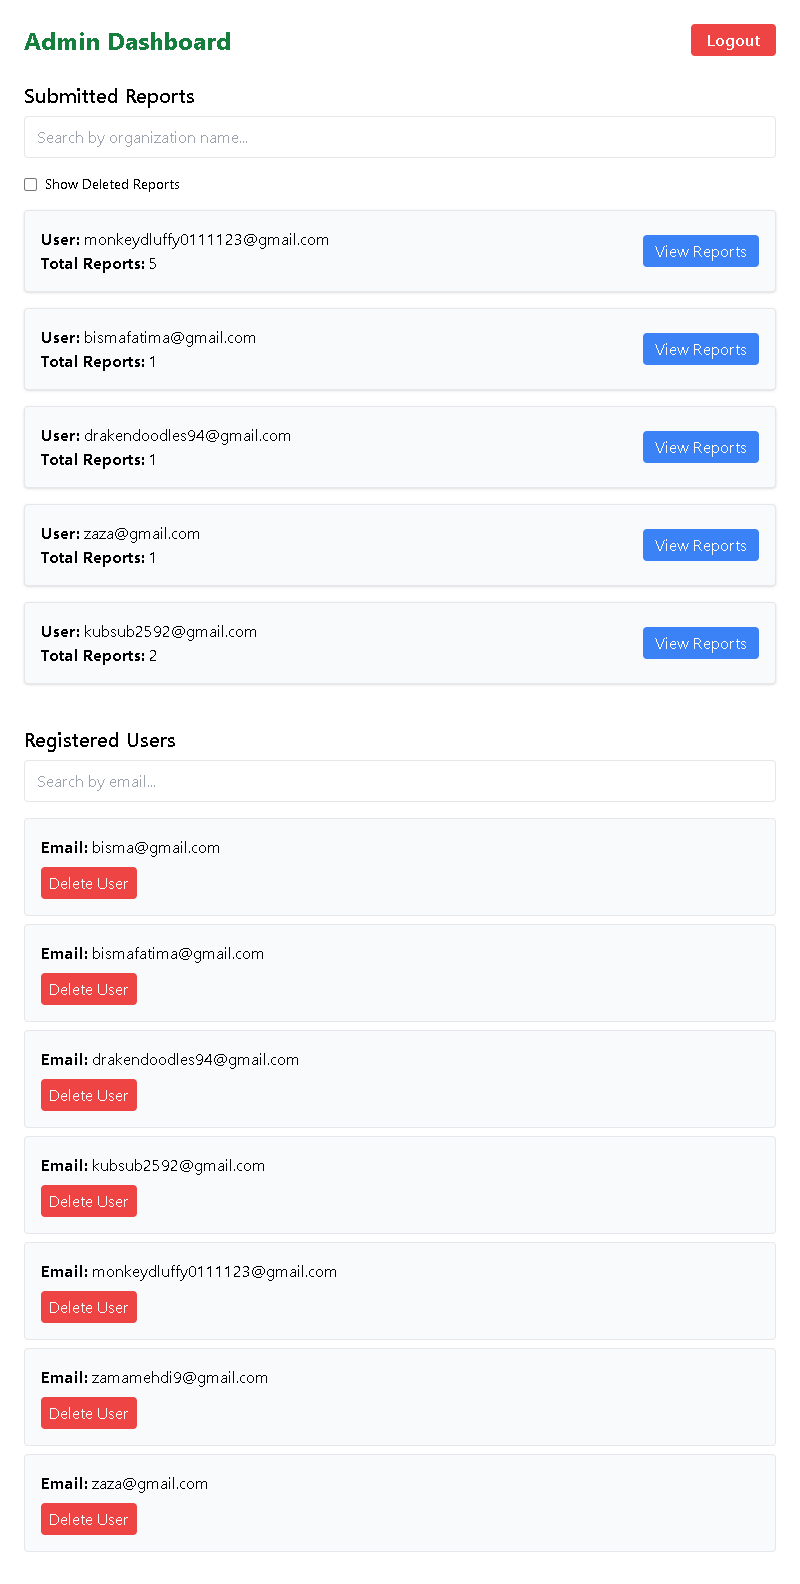 Admin Dashboard
Logout
Submitted Reports
Search by organization name...
Show Deleted Reports
User: monkeydluffy0111123@gmail.com
Total Reports: 5
View Reports
User: bismafatima@gmail.com
Total Reports: 1
View Reports
User: drakendoodles94@gmail.com
Total Reports: 1
View Reports
User: zaza@gmail.com
Total Reports: 1
View Reports
User: kubsub2592@gmail.com
Total Reports: 2
View Reports
Registered Users
Search by email...
Email: bisma@gmail.com
Delete User
Email: bismafatima@gmail.com
Delete User
Email: drakendoodles94@gmail.com
Delete User
Email: kubsub2592@gmail.com
Delete User
Email: monkeydluffy0111123@gmail.com
Delete User
Email: zamamehdi9@gmail.com
Delete User
Email: zaza@gmail.com
Delete User